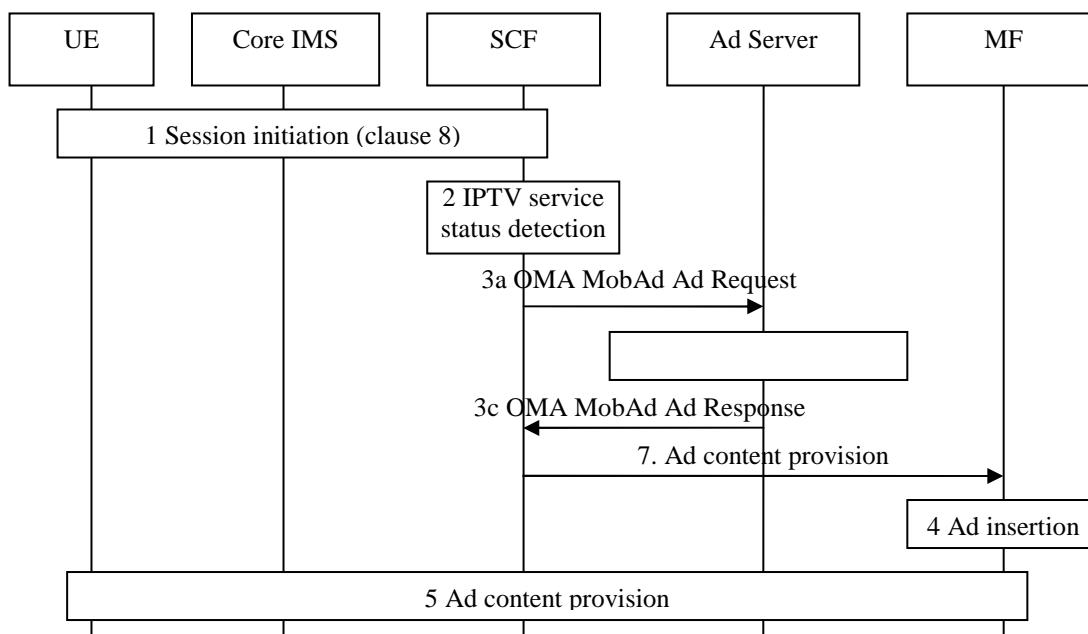 UE
Core IMS
SCF
Ad Server
MF
1 Session initiation (clause 8)
2 IPTV service
status detection
3a OMA MobAd Ad Request
3c OMA MobAd Ad Response
7. Ad content provision
4 Ad insertion
5 Ad content provision